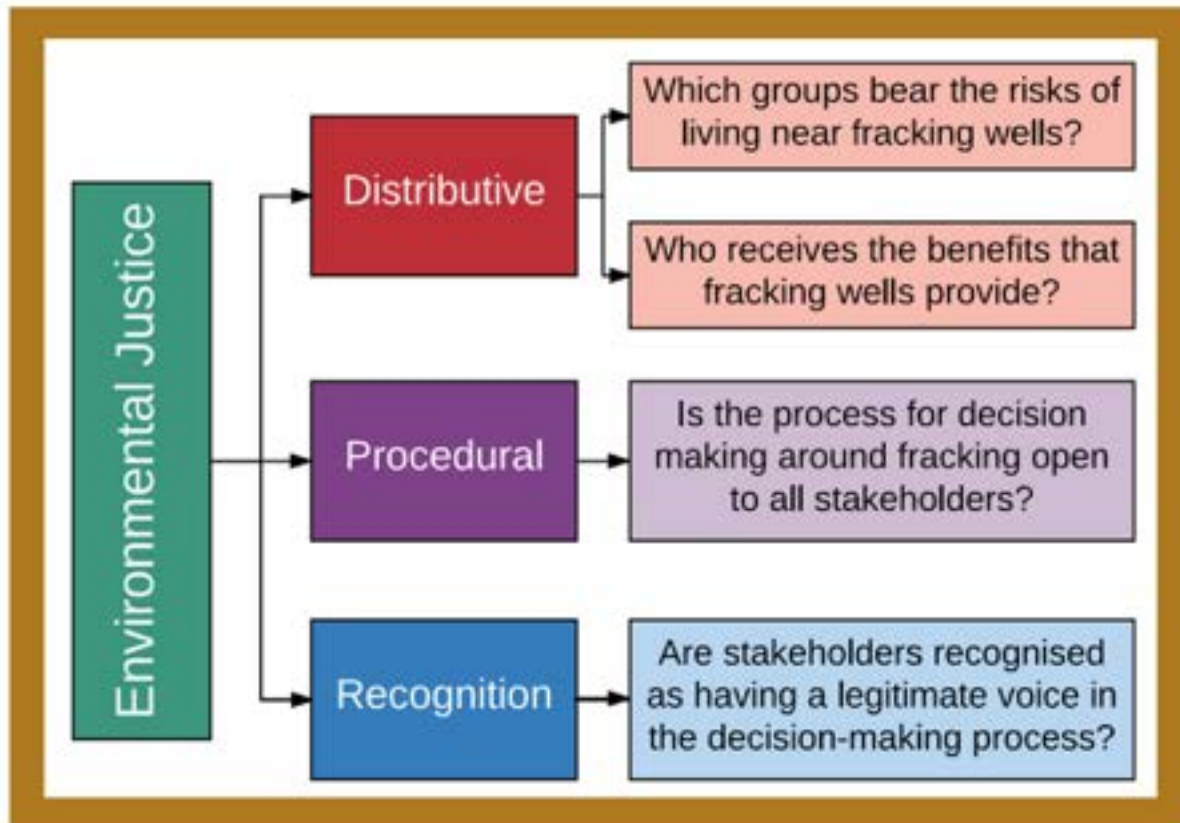 Environmental Justice
Distributive
Which groups bear the risks of
living near fracking wells?
Who receives the benefits that
fracking wells provide?
Procedural
Is the process for decision
making around fracking open
to all stakeholders?
Recognition
Are stakeholders recognised
as having a legitimate voice in
the decision-making process?